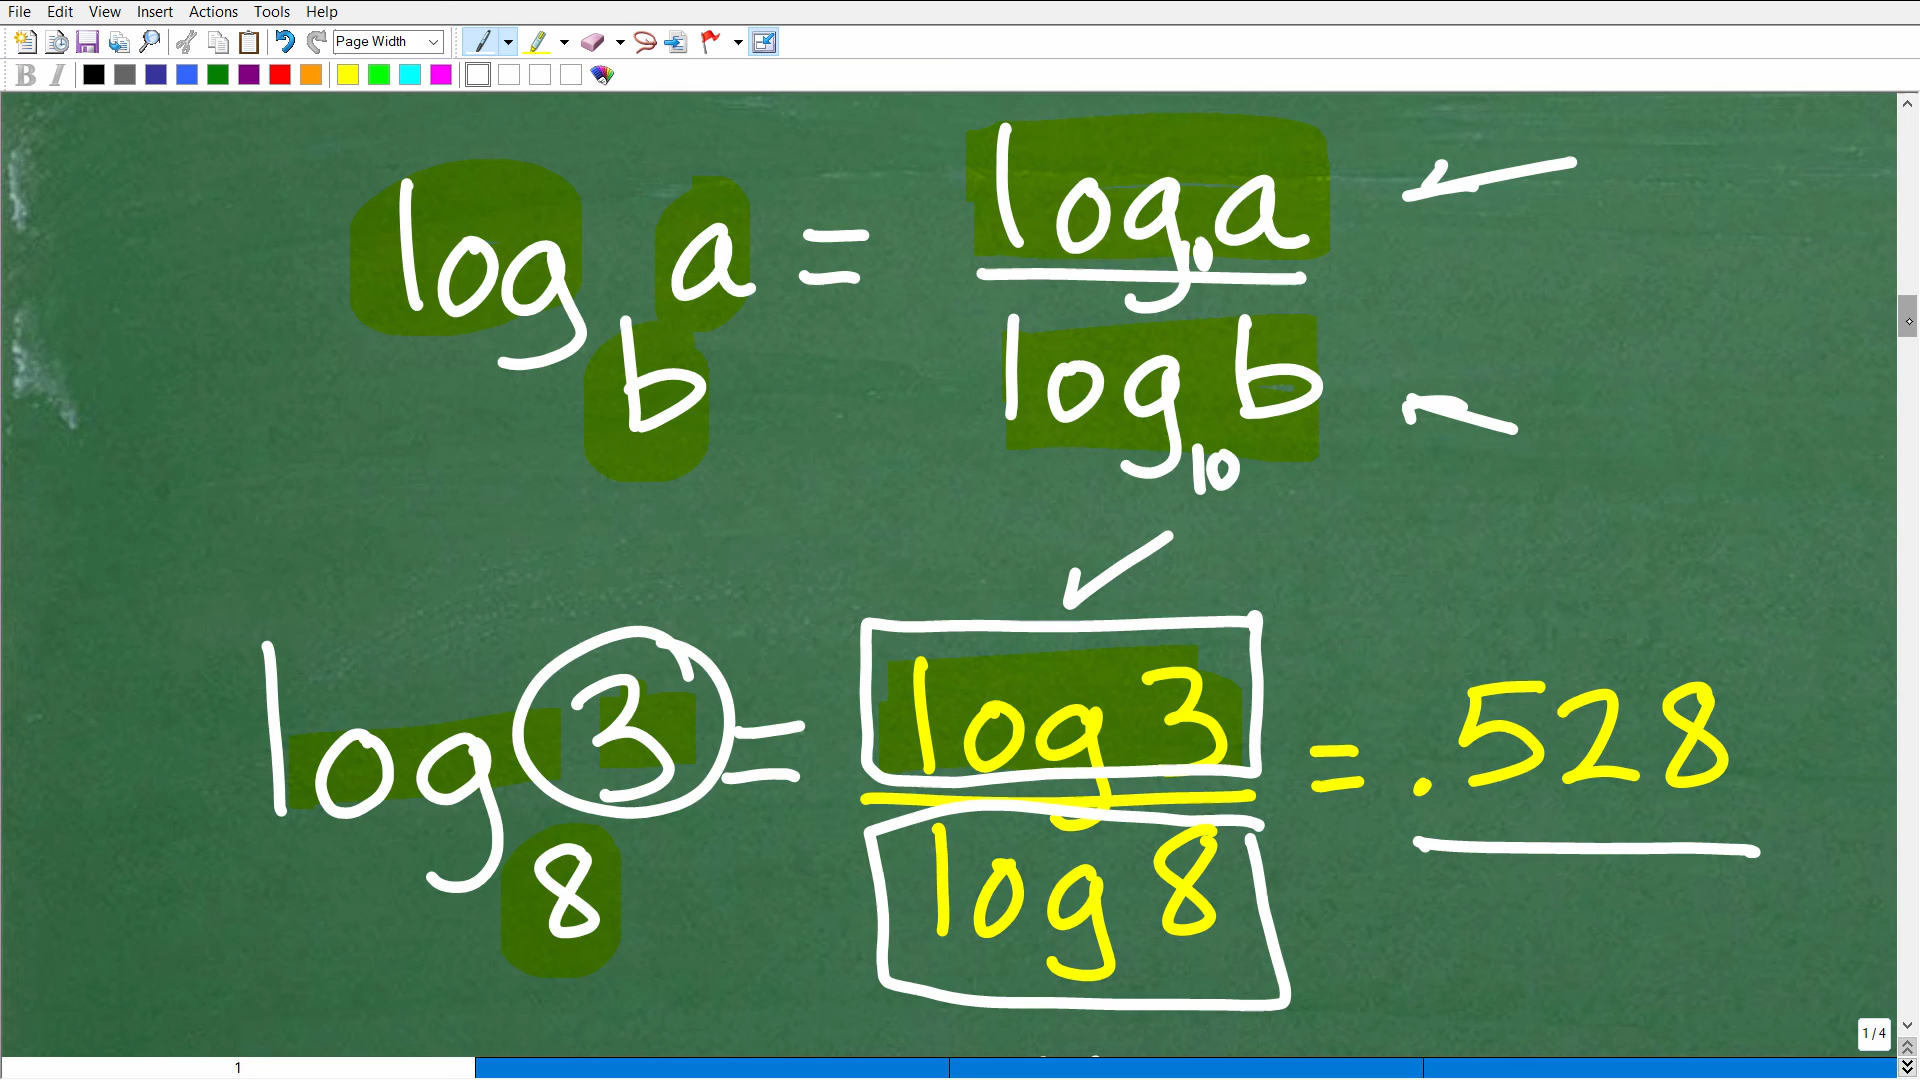 File Edit View Insert Actions Tools Help
Page Width
B I
log_b a = log_10 a / log_10 b
log_8 3 = log 3 / log 8 = .528
1 / 4
1